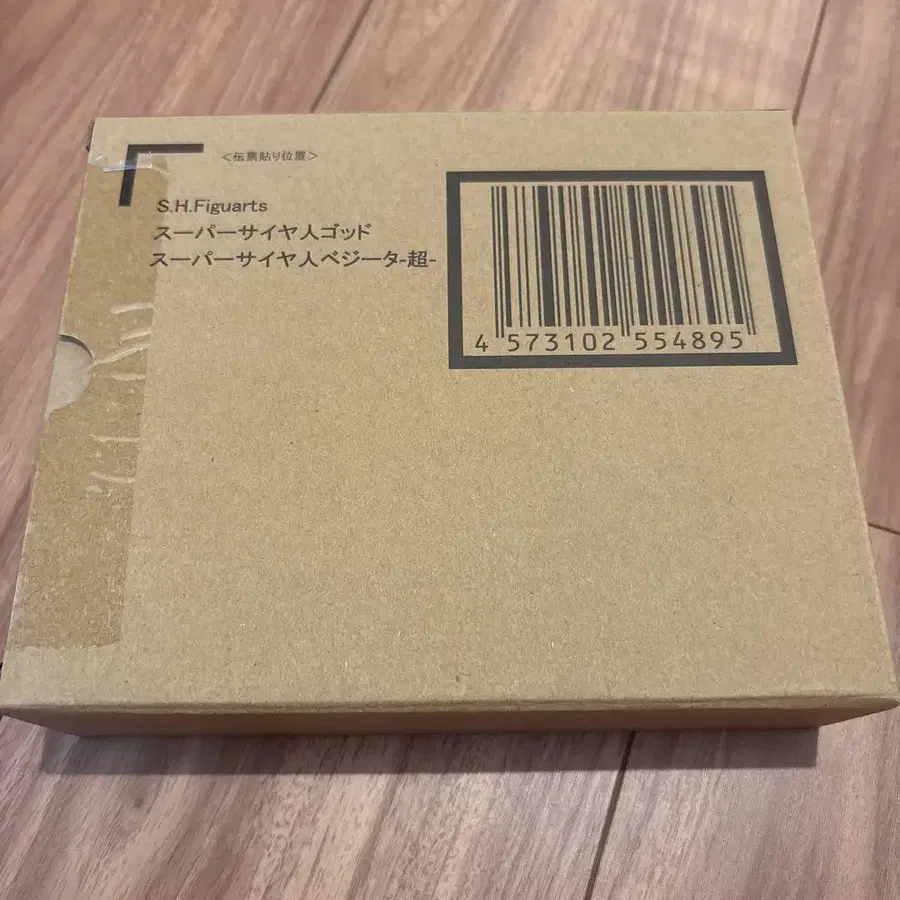 ＜伝票貼り位置＞
S.H.Figuarts
スーパーサイヤ人ゴッド
スーパーサイヤ人ベジータ-超-
4 573102 554895